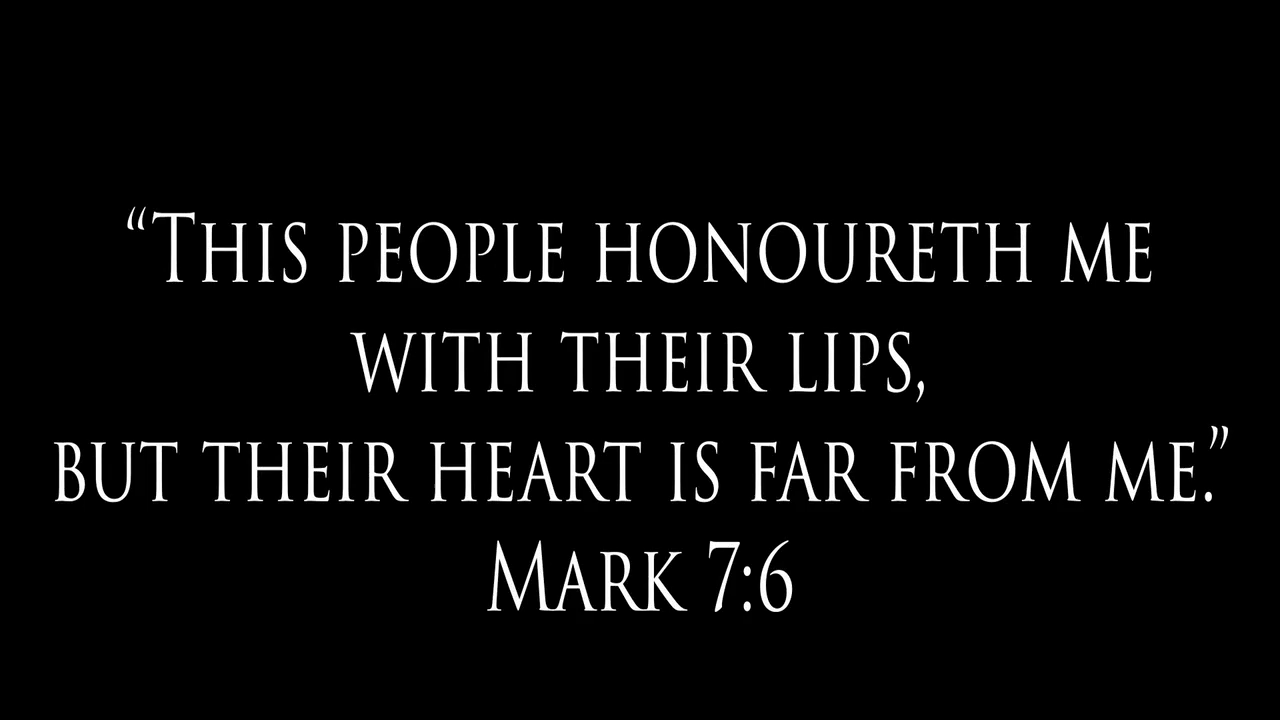 “This people honoureth me
with their lips,
but their heart is far from me.”
Mark 7:6